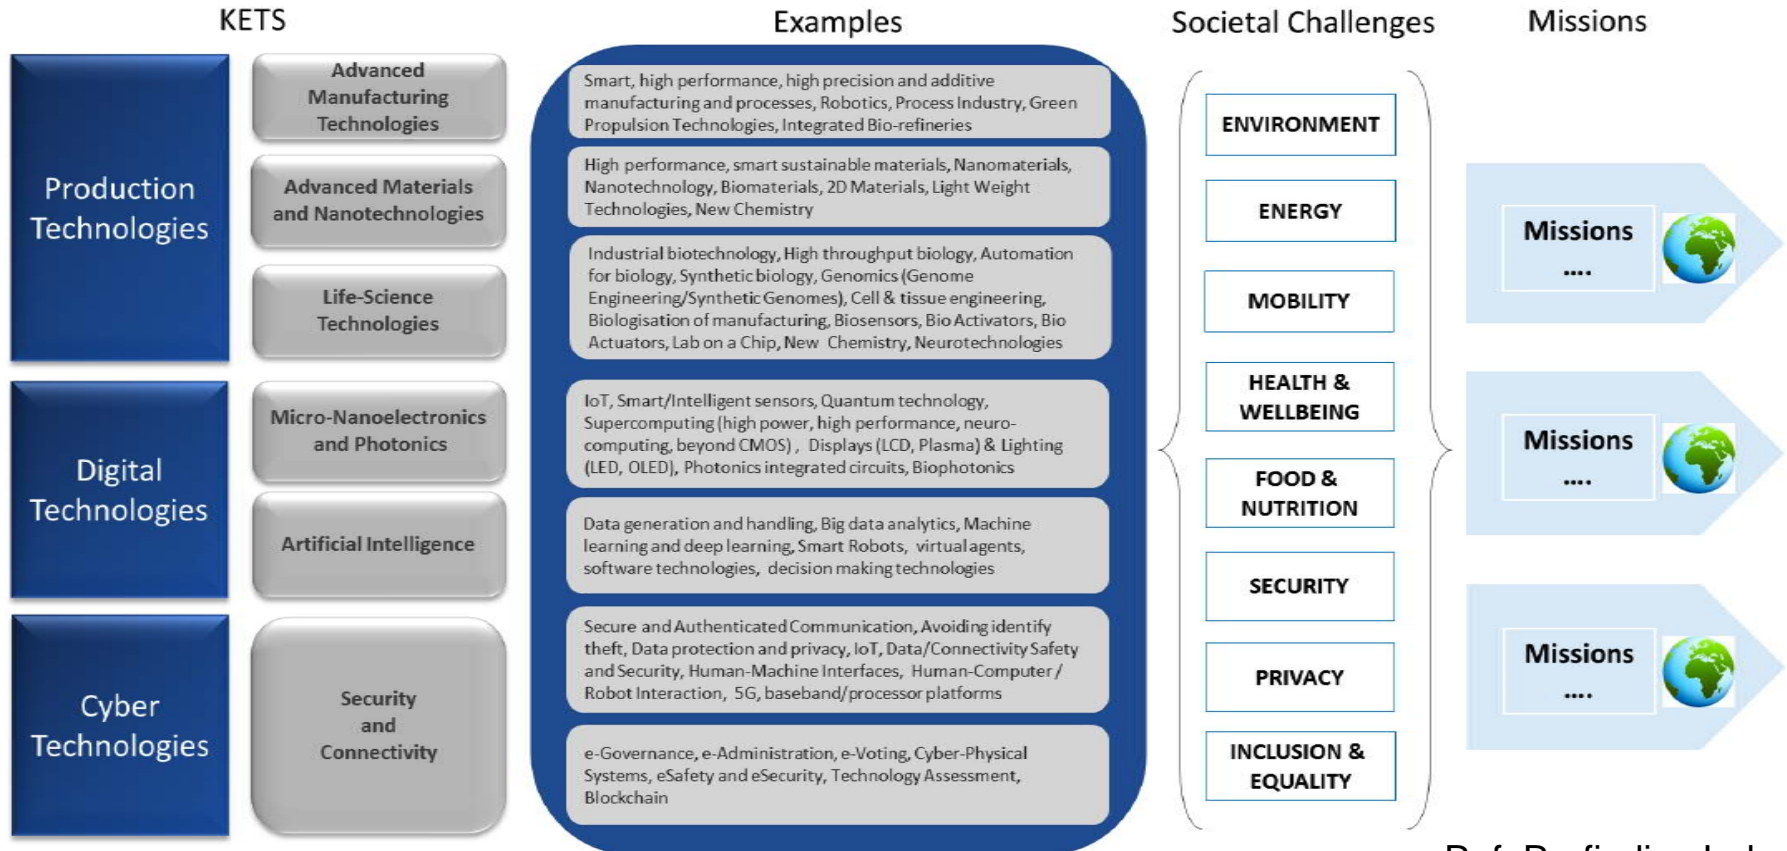 KETS
Examples
Societal Challenges
Missions
Production
Technologies
Advanced
Manufacturing
Technologies
Smart, high performance, high precision and additive
manufacturing and processes, Robotics, Process Industry, Green
Propulsion Technologies, Integrated Bio-refineries
Advanced Materials
and Nanotechnologies
High performance, smart sustainable materials, Nanomaterials,
Nanotechnology, Biomaterials, 2D Materials, Light Weight
Technologies, New Chemistry
Life-Science
Technologies
Industrial biotechnology, High throughput biology, Automation
for biology, Synthetic biology, Genomics (Genome
Engineering/Synthetic Genomes), Cell & tissue engineering,
Biologisation of manufacturing, Biosensors, Bio Activators, Bio
Actuators, Lab on a Chip, New Chemistry, Neurotechnologies
Digital
Technologies
Micro-Nanoelectronics
and Photonics
IoT, Smart/Intelligent sensors, Quantum technology,
Supercomputing (high power, high performance, neuro-
computing, beyond CMOS) , Displays (LCD, Plasma) & Lighting
(LED, OLED), Photonics integrated circuits, Biophotonics
Artificial Intelligence
Data generation and handling, Big data analytics, Machine
learning and deep learning, Smart Robots, virtual agents,
software technologies, decision making technologies
Cyber
Technologies
Security
and
Connectivity
Secure and Authenticated Communication, Avoiding identify
theft, Data protection and privacy, IoT, Data/Connectivity Safety
and Security, Human-Machine Interfaces, Human-Computer /
Robot Interaction, 5G, baseband/processor platforms
e-Governance, e-Administration, e-Voting, Cyber-Physical
Systems, eSafety and eSecurity, Technology Assessment,
Blockchain
ENVIRONMENT
ENERGY
MOBILITY
HEALTH &
WELLBEING
FOOD &
NUTRITION
SECURITY
PRIVACY
INCLUSION &
EQUALITY
Missions
....
Missions
....
Missions
....